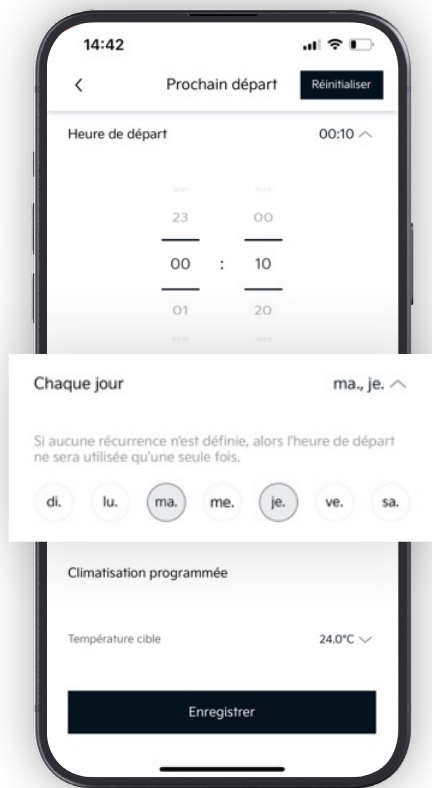 14:42
Prochain départ Réinitialiser
Heure de départ 00:10
23 00
00 : 10
01 20
Chaque jour ma., je.
Si aucune récurrence n'est définie, alors l'heure de départ
ne sera utilisée qu'une seule fois.
di. lu. ma. me. je. ve. sa.
Climatisation programmée
Température cible 24.0°C
Enregistrer